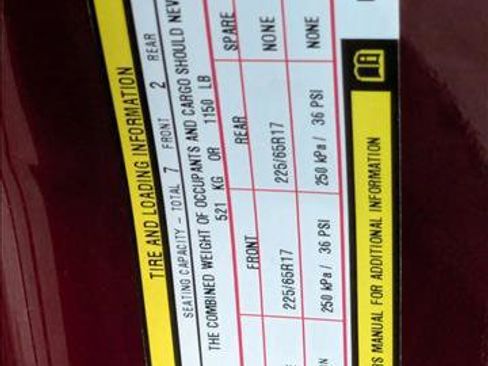 TIRE AND LOADING INFORMATION
SEATING CAPACITY - TOTAL 7 FRONT 2 REAR
THE COMBINED WEIGHT OF OCCUPANTS AND CARGO SHOULD NEV
521 KG OR 1150 LB
FRONT REAR SPARE
225/65R17 225/65R17 NONE
250 kPa/ 36 PSI 250 kPa/ 36 PSI NONE
MANUAL FOR ADDITIONAL INFORMATION